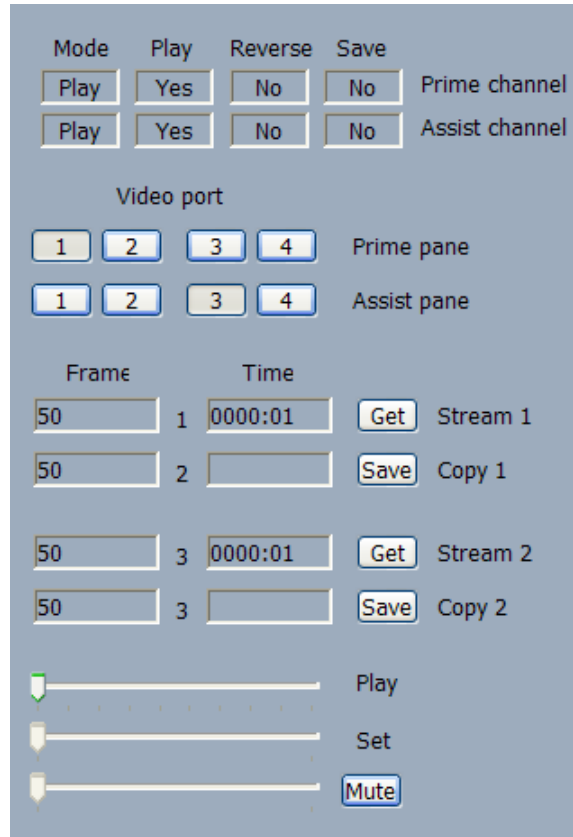 Mode Play Reverse Save
Play Yes No No Prime channel
Play Yes No No Assist channel
Video port
1 2 3 4 Prime pane
1 2 3 4 Assist pane
Frame Time
50 1 0000:01 Get Stream 1
50 2 Save Copy 1
50 3 0000:01 Get Stream 2
50 3 Save Copy 2
Play
Set
Mute